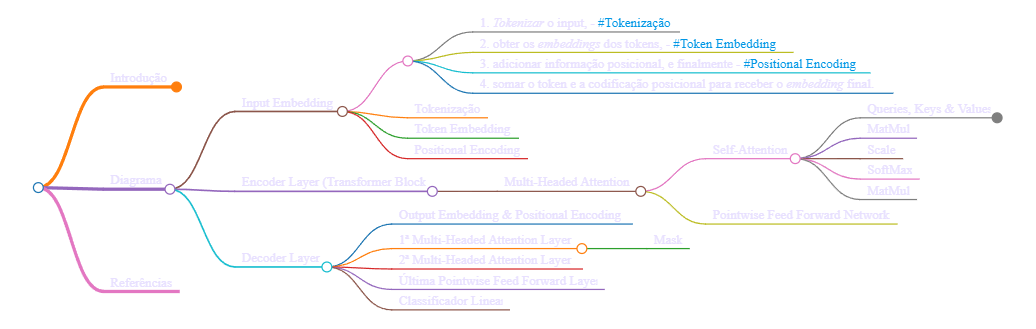 Introdução
Diagrama
Input Embedding
1. Tokenizar o input, - #Tokenização
2. obter os embeddings dos tokens, - #Token Embedding
3. adicionar informação posicional, e finalmente - #Positional Encoding
4. somar o token e a codificação posicional para receber o embedding final.
Tokenização
Token Embedding
Positional Encoding
Encoder Layer (Transformer Block
Multi-Headed Attention
Self-Attention
Queries, Keys & Values
MatMul
Scale
SoftMax
MatMul
Pointwise Feed Forward Network
Decoder Layer
Output Embedding & Positional Encoding
1ª Multi-Headed Attention Layer
Mask
2ª Multi-Headed Attention Layer
Última Pointwise Feed Forward Layer
Classificador Linear
Referências